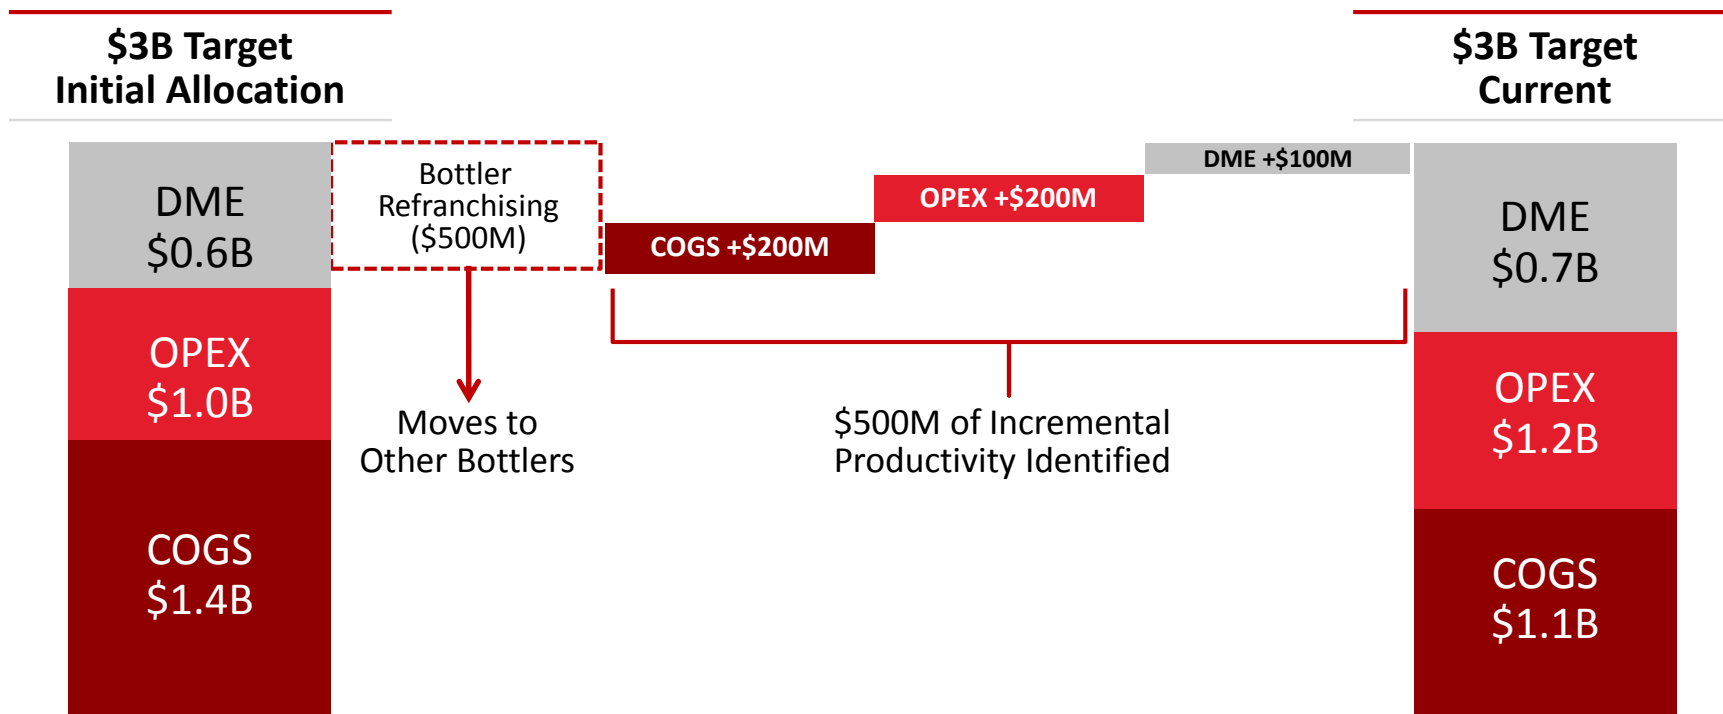 $3B Target
Initial Allocation
$3B Target
Current
DME
$0.6B
OPEX
$1.0B
COGS
$1.4B
Bottler
Refranchising
($500M)
Moves to
Other Bottlers
COGS +$200M
OPEX +$200M
DME +$100M
$500M of Incremental
Productivity Identified
DME
$0.7B
OPEX
$1.2B
COGS
$1.1B